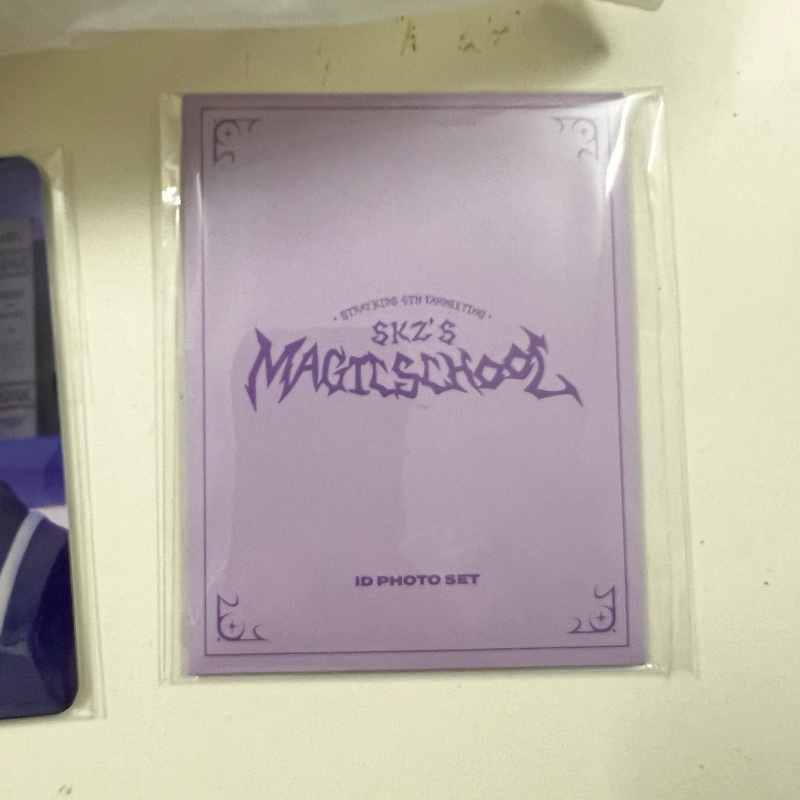 • STRAY KIDS 4TH FANMEETING •
SKZ'S
MAGIC SCHOOL
ID PHOTO SET